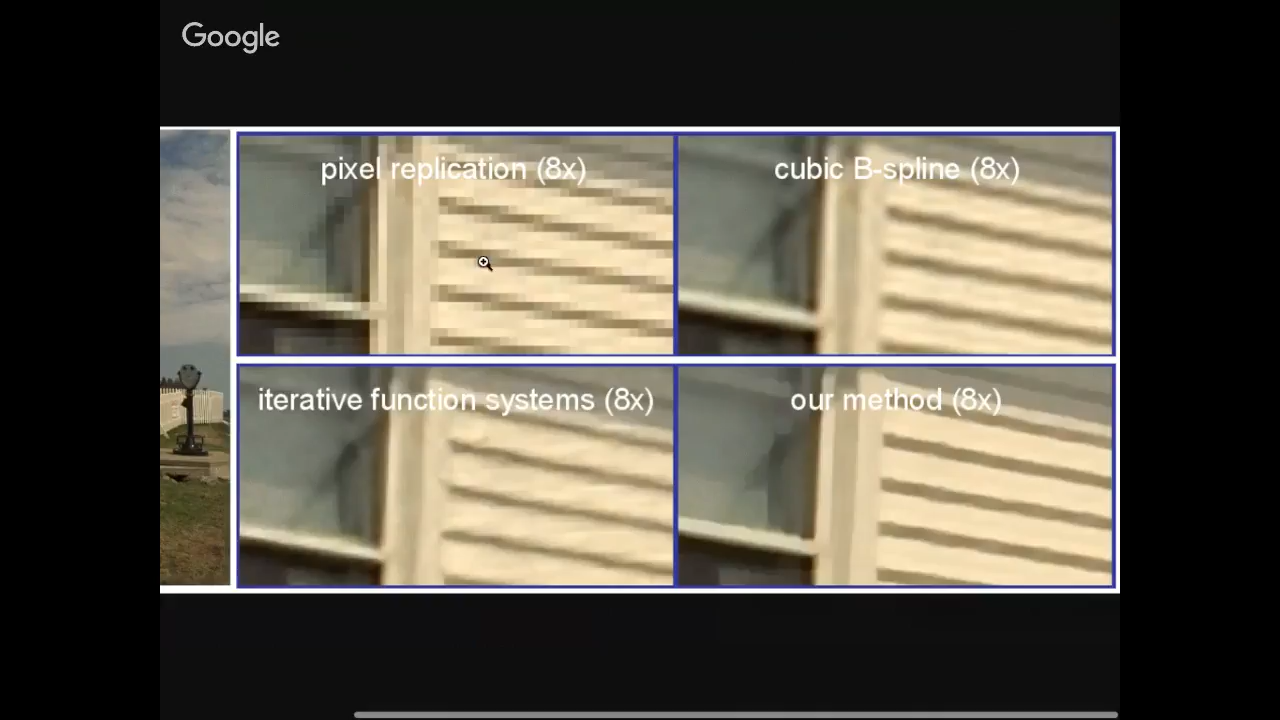 Google
pixel replication (8x)
cubic B-spline (8x)
iterative function systems (8x)
our method (8x)